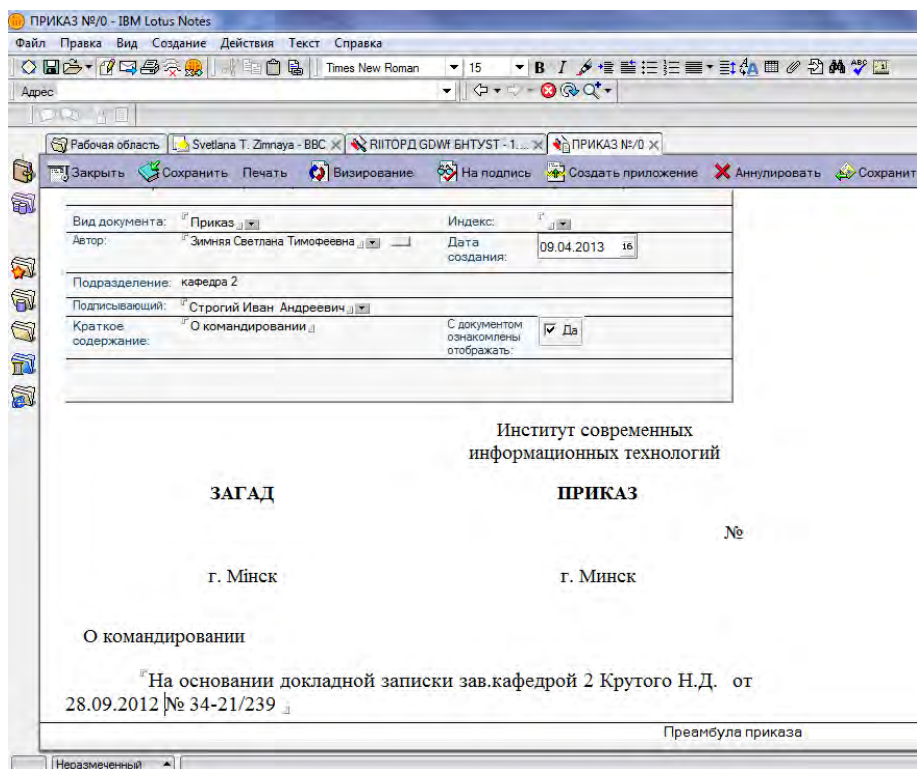 ПРИКАЗ №/0 - IBM Lotus Notes
Файл Правка Вид Создание Действия Текст Справка
Times New Roman 15 B I
Адрес
Рабочая область Svetlana T. Zimnaya - BBC RIITОРД GDWf БНТУST - 1... ПРИКАЗ №/0
Закрыть Сохранить Печать Визирование На подпись Создать приложение Аннулировать Сохранит
Вид документа: Приказ Индекс:
Автор: Зимняя Светлана Тимофеевна Дата создания: 09.04.2013 16
Подразделение: кафедра 2
Подписывающий: Строгий Иван Андреевич
Краткое содержание: О командировании С документом ознакомлены отображать: Да
Институт современных
информационных технологий
ЗАГАД ПРИКАЗ
№
г. Мінск г. Минск
О командировании
На основании докладной записки зав.кафедрой 2 Крутого Н.Д. от
28.09.2012 № 34-21/239
Преамбула приказа
Неразмеченный